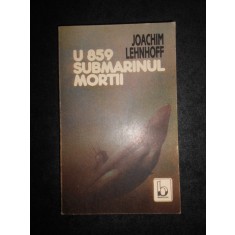 JOACHIM
LEHNHOFF
U 859
SUBMARINUL
MORTII